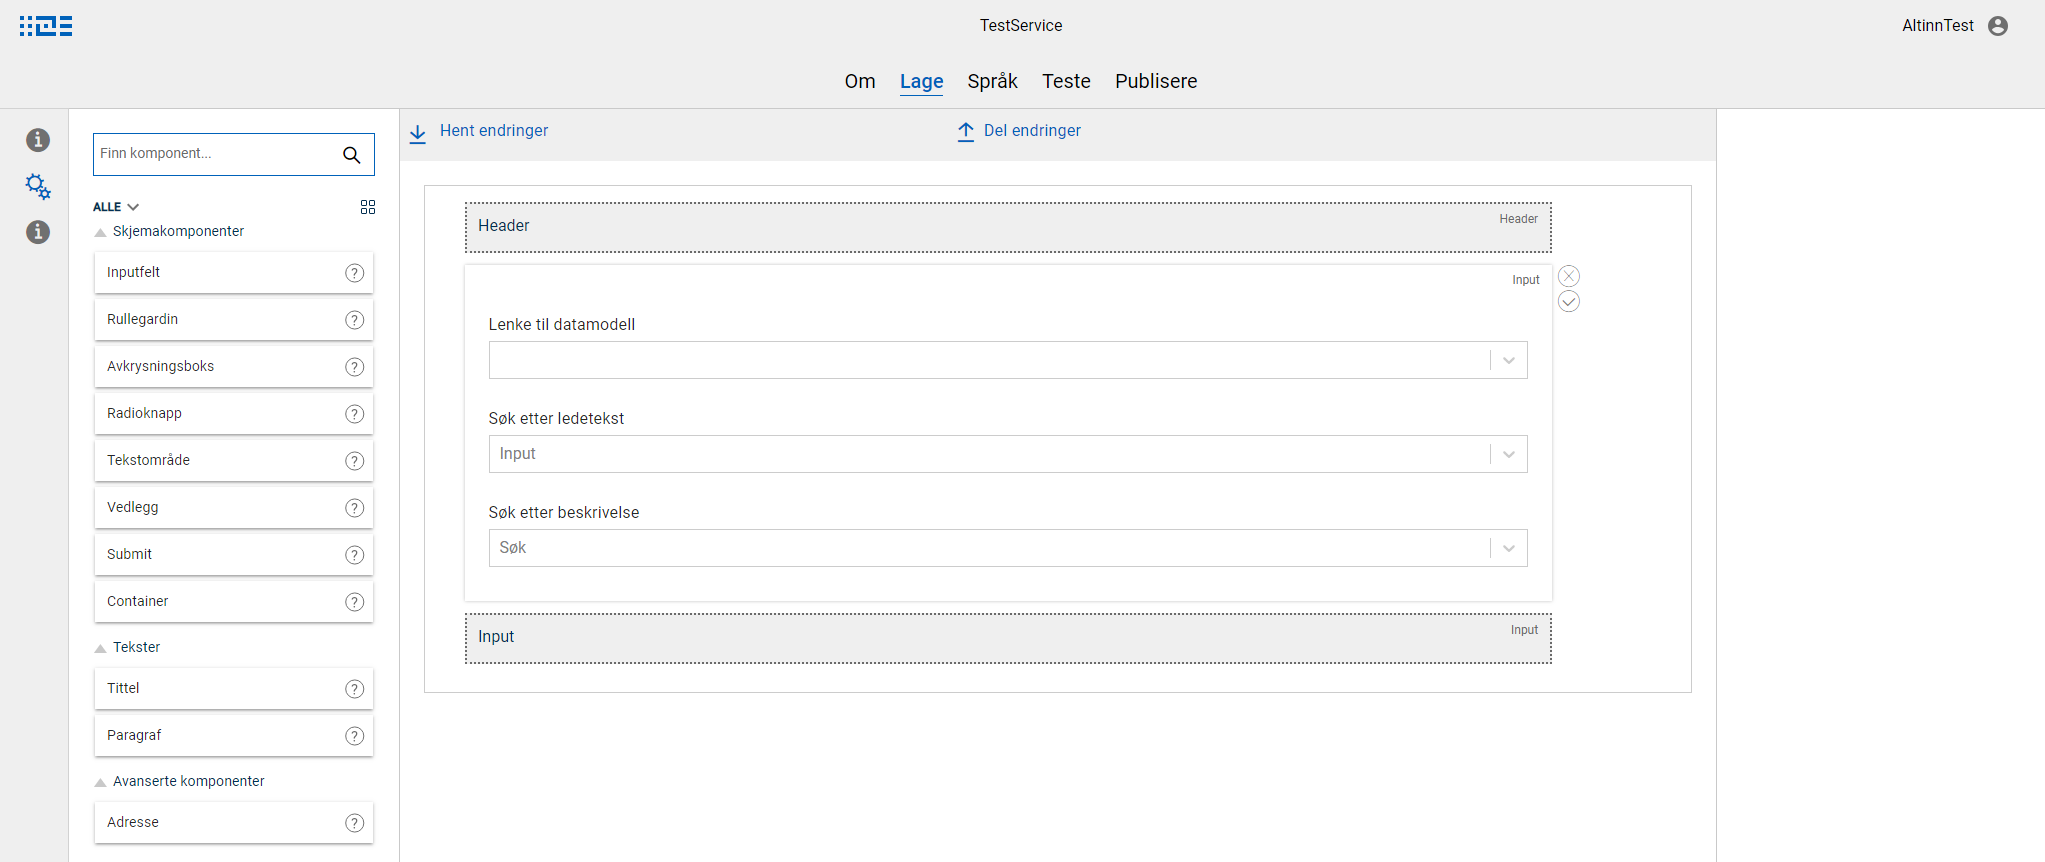 TestService
AltinnTest
Om Lage Språk Teste Publisere
Finn komponent...
ALLE
Skjemakomponenter
Inputfelt
Rullegardin
Avkrysningsboks
Radioknapp
Tekstområde
Vedlegg
Submit
Container
Tekster
Tittel
Paragraf
Avanserte komponenter
Adresse
Hent endringer
Del endringer
Header
Header
Input
Lenke til datamodell
Søk etter ledetekst
Input
Søk etter beskrivelse
Søk
Input
Input